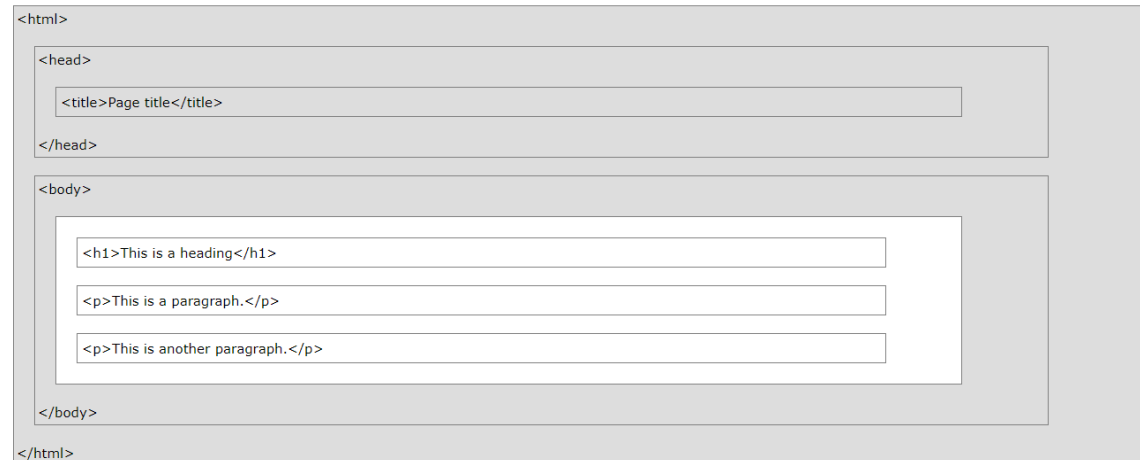 <html>
<head>
<title>Page title</title>
</head>
<body>
<h1>This is a heading</h1>
<p>This is a paragraph.</p>
<p>This is another paragraph.</p>
</body>
</html>